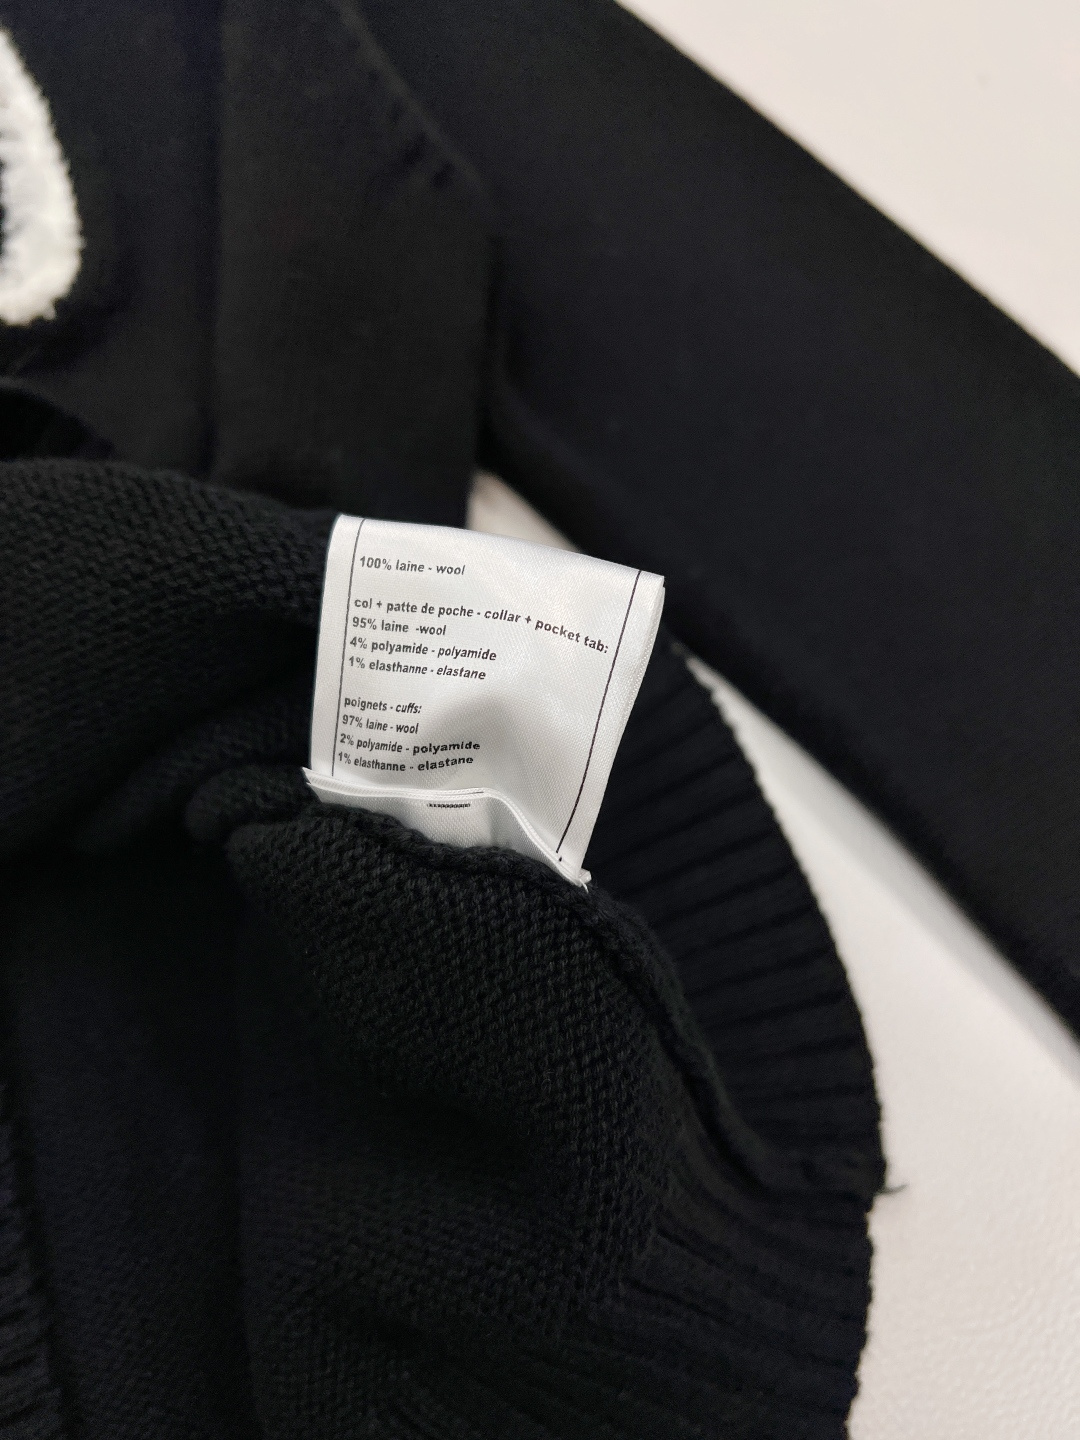 100% laine - wool
col + patte de poche - collar + pocket tab:
95% laine -wool
4% polyamide - polyamide
1% elasthanne - elastane
poignets - cuffs:
97% laine - wool
2% polyamide - polyamide
1% elasthanne - elastane